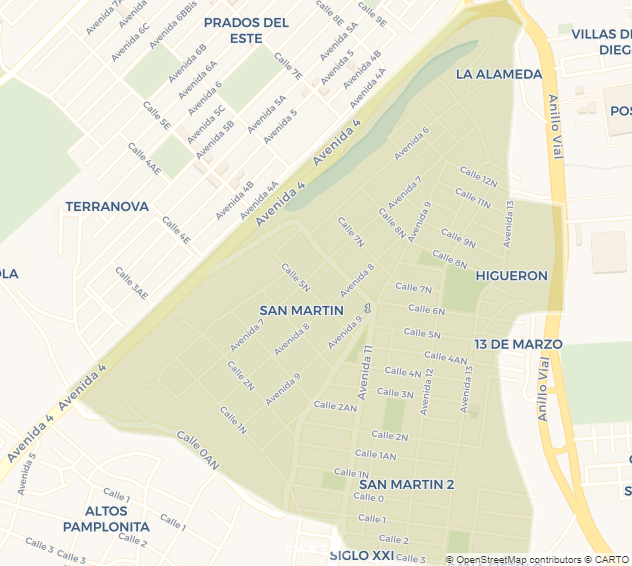 Avenida 7A
Avenida 6BBis
Calle 8E
Calle 9E
PRADOS DEL
ESTE
VILLAS DE
DIEG
Avenida 6C
Avenida 6B
Avenida 6A
Avenida 6
Calle 7E
Avenida 5A
Avenida 5
Avenida 4B
Avenida 4A
LA ALAMEDA
Anillo Vial
POS
Calle 5E
Avenida 5C
Avenida 5B
Avenida 5A
Avenida 5
Avenida 4
Calle 4AE
Avenida 4B
Avenida 4A
Avenida 4
Avenida 6
Avenida 7
Calle 12N
Calle 11N
TERRANOVA
Calle 4E
Calle 7N
Calle 8N
Avenida 9
Calle 9N
Calle 8N
Avenida 13
OLA
Calle 3AE
Calle 5N
Avenida 8
HIGUERON
Calle 7N
SAN MARTIN
Calle 6N
Avenida 7
Avenida 8
Avenida 9
Calle 5N
13 DE MARZO
Calle 4AN
Avenida 4
Calle 2N
Avenida 9
Avenida 11
Calle 4N
Calle 3N
Avenida 12
Avenida 13
Anillo Vial
Calle 1N
Calle 2AN
Avenida 4
Calle 0AN
Calle 2N
Calle 1AN
Avenida 5
Calle 1N
SAN MARTIN 2
Calle 0
Calle 1
ALTOS
PAMPLONITA
Calle 1
Calle 1
Calle 2
Calle 2
Calle 3
Calle 3
SIGLO XXI
Calle 3
© OpenStreetMap contributors © CARTO